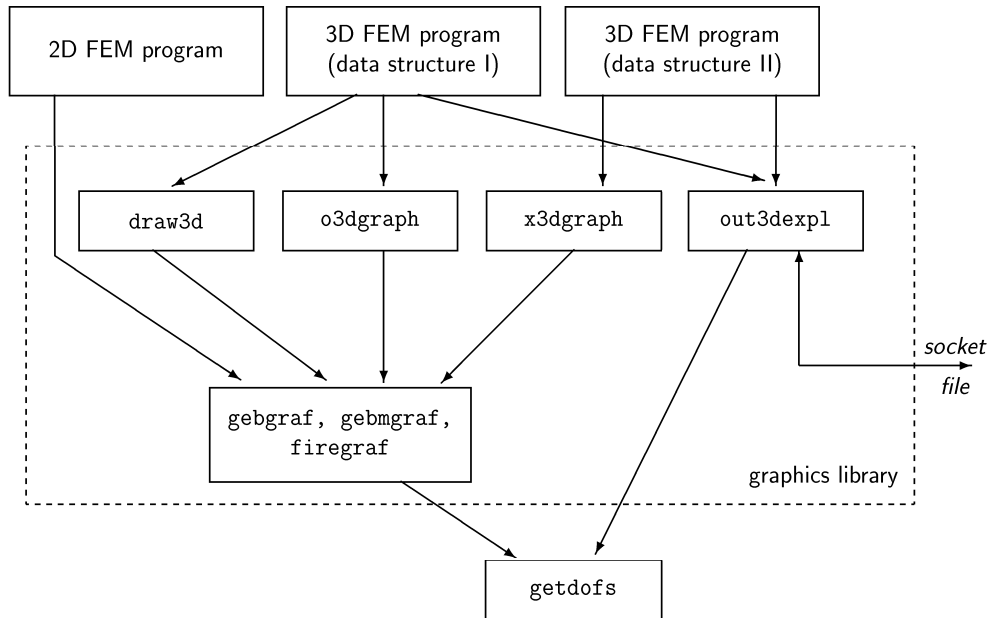 2D FEM program
3D FEM program
(data structure I)
3D FEM program
(data structure II)
draw3d
o3dgraph
x3dgraph
out3dexpl
socket
file
gebgraf, gebmgraf,
firegraf
graphics library
getdofs